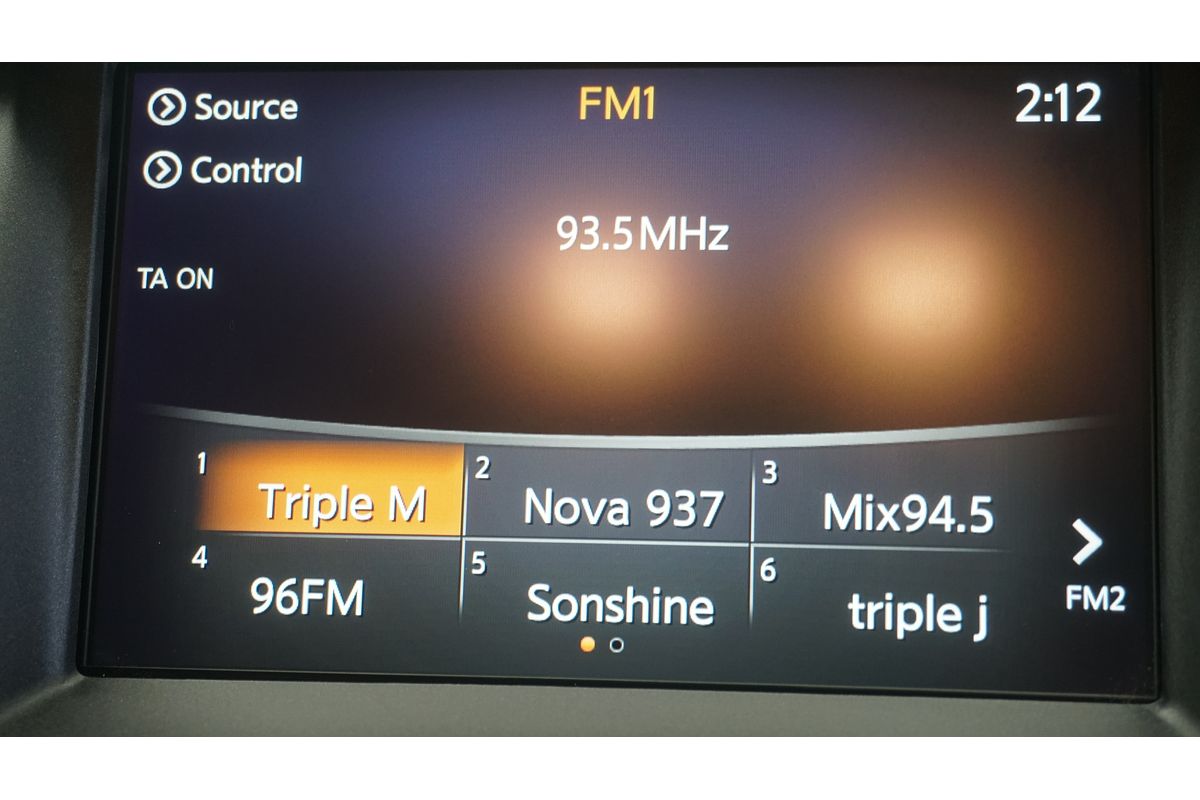 Source
FM1
2:12
Control
93.5MHz
TA ON
1
Triple M
2
Nova 937
3
Mix94.5
4
96FM
5
Sonshine
6
triple j
FM2